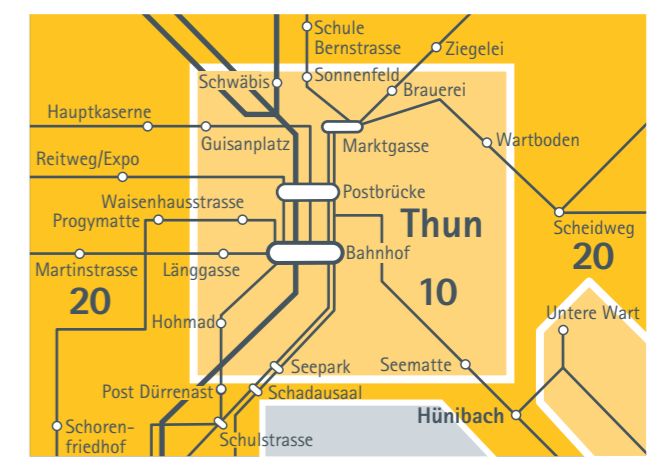 Schule
Bernstrasse
Ziegelei
Schwäbis
Sonnenfeld
Brauerei
Hauptkaserne
Guisanplatz
Marktgasse
Wartboden
Reitweg/Expo
Waisenhausstrasse
Postbrücke
Progymatte
Thun
Scheidweg
Bahnhof
20
Martinstrasse
Länggasse
10
20
Untere Wart
Hohmad
Seepark
Seematte
Post Dürrenast
Schadausaal
Hünibach
Schoren-
friedhof
Schulstrasse